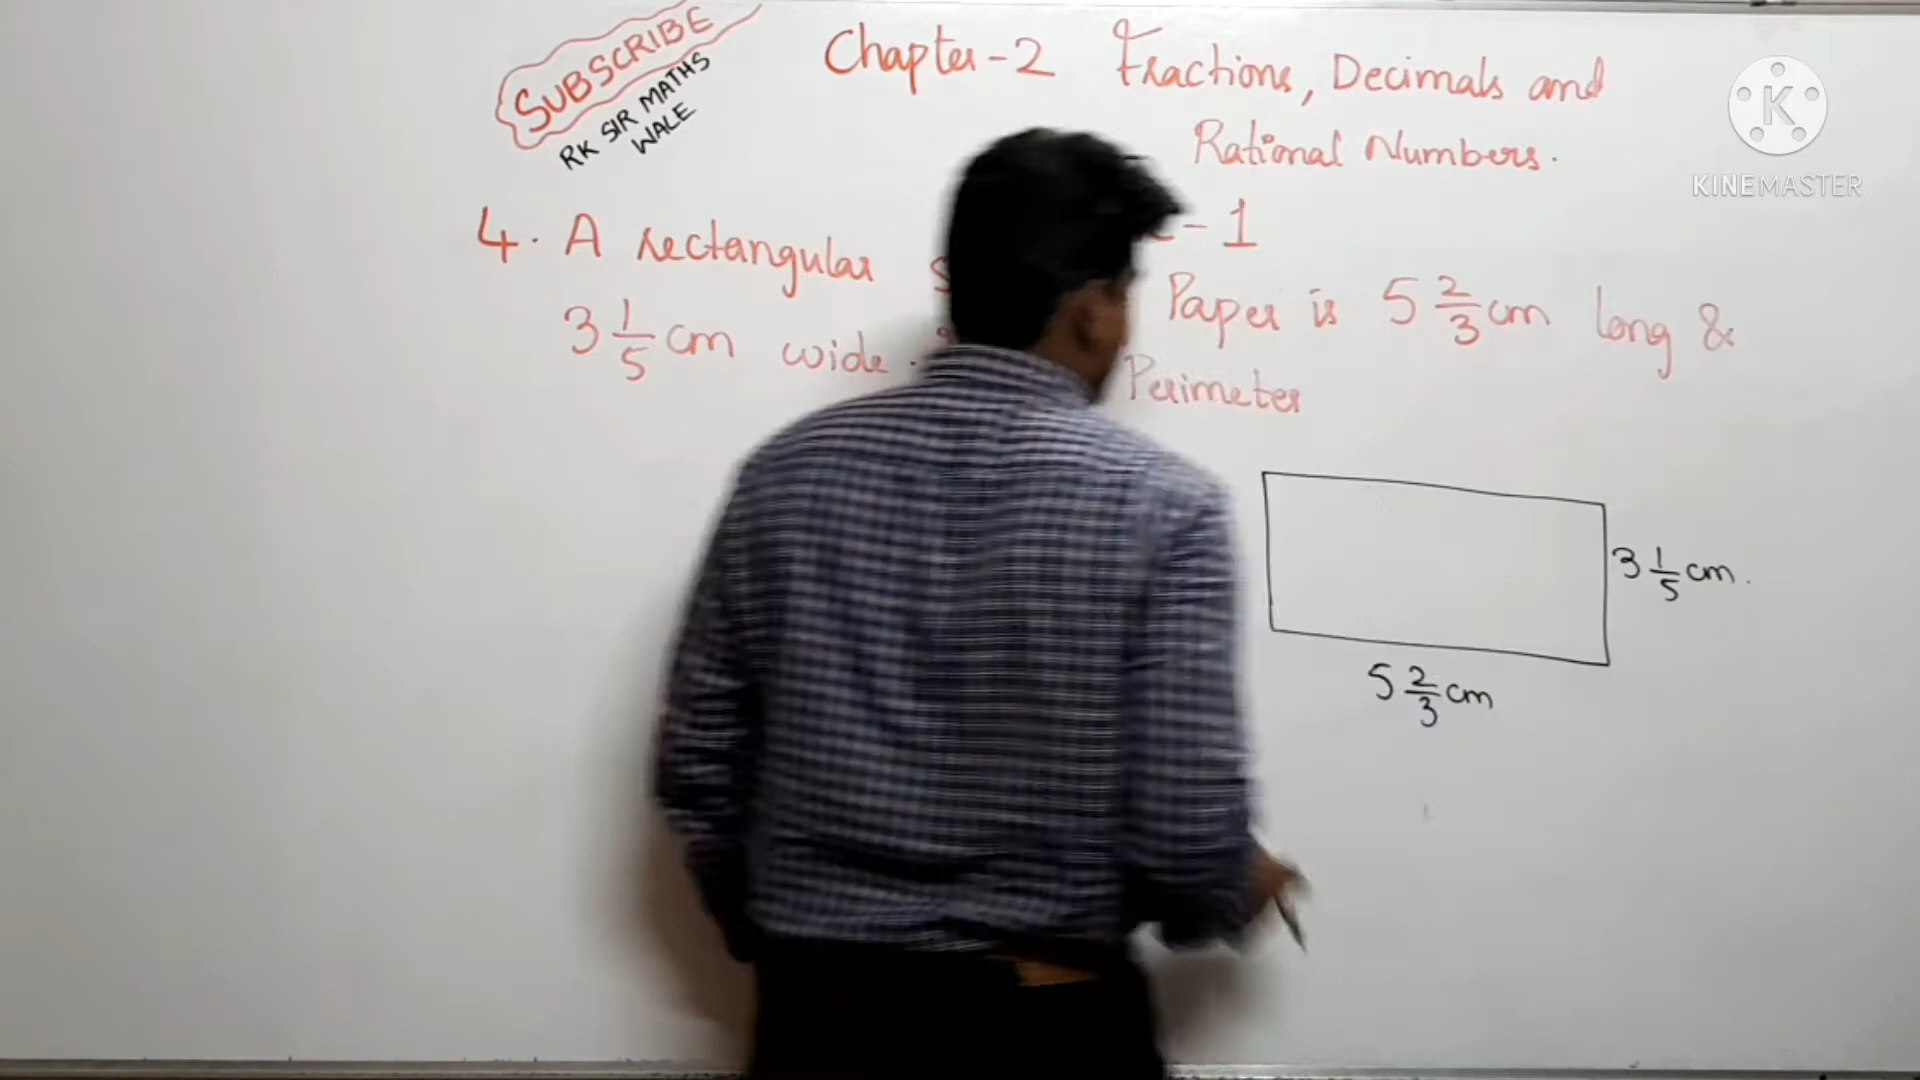 SUBSCRIBE
RK SIR MATHS
WALE
Chapter-2 Fractions, Decimals and
Rational Numbers.
K
KINEMASTER
- 1
4. A rectangular Paper is 5 2/3 cm long &
3 1/5 cm wide. Perimeter
3 1/5 cm.
5 2/3 cm